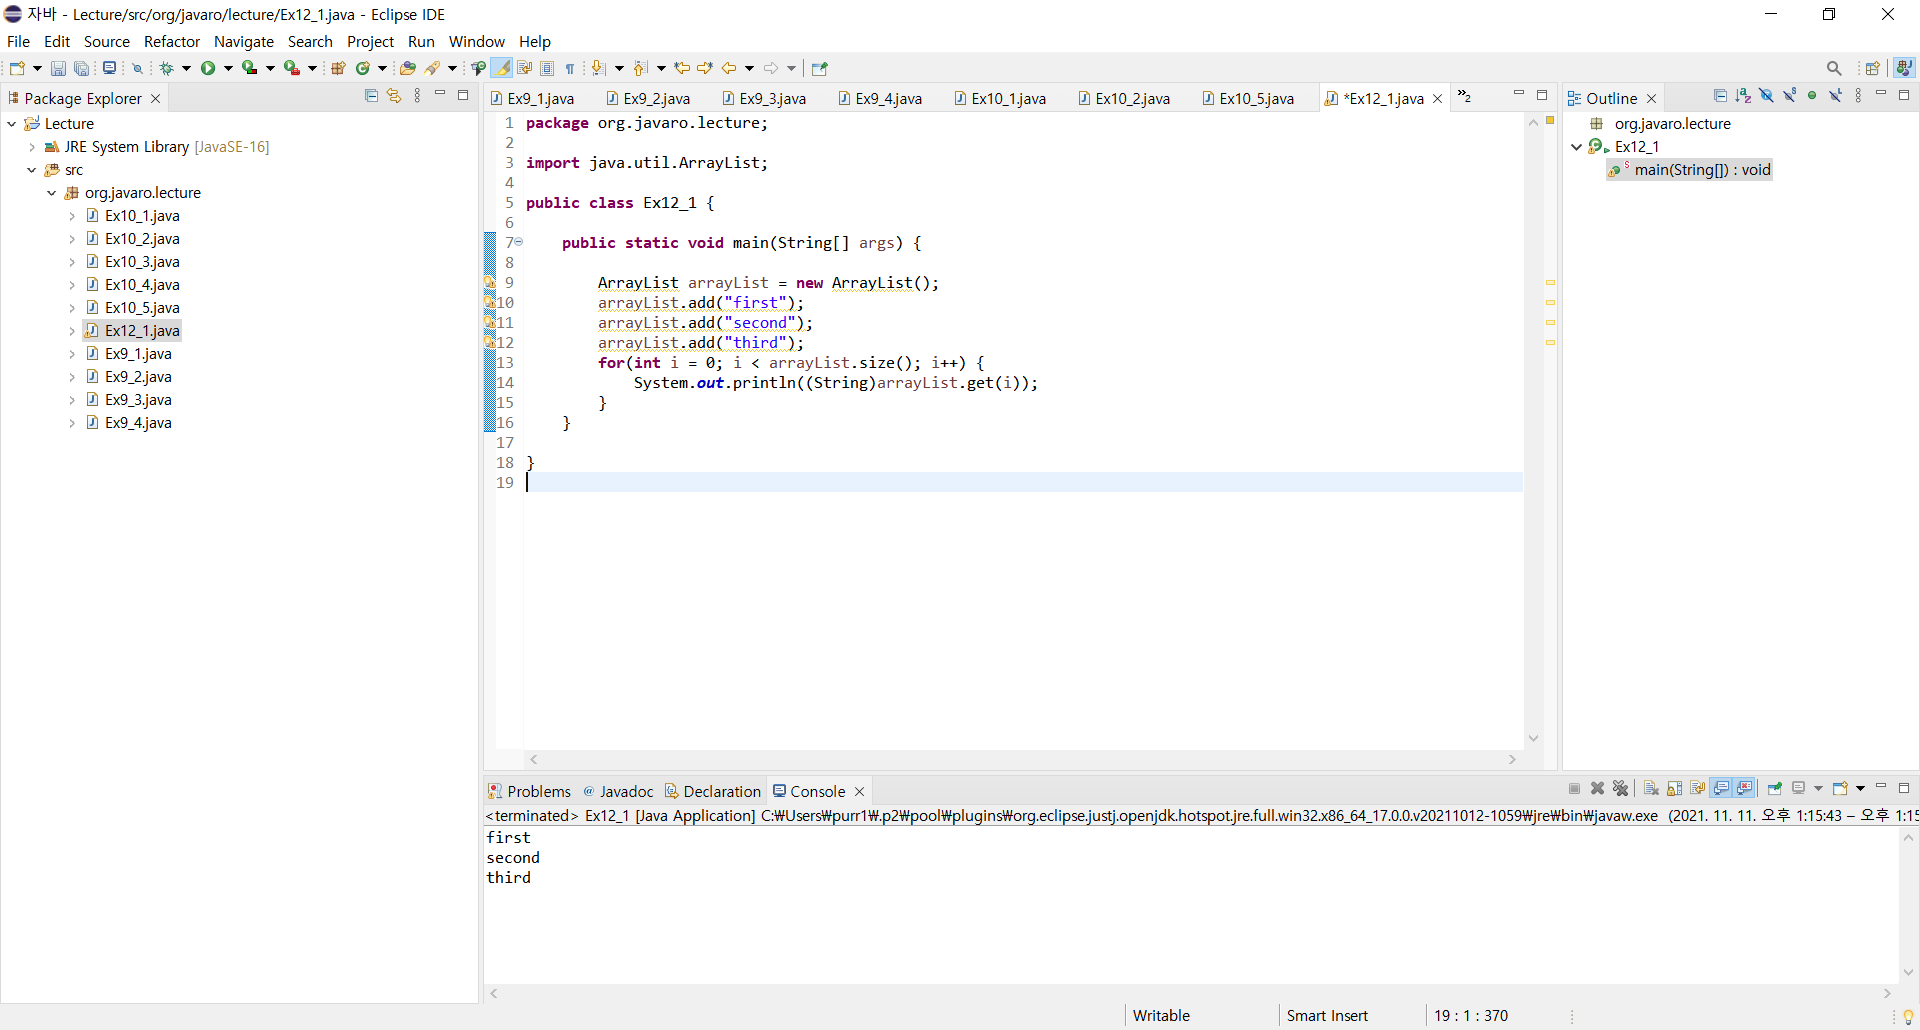 자바 - Lecture/src/org/javaro/lecture/Ex12_1.java - Eclipse IDE
File Edit Source Refactor Navigate Search Project Run Window Help
Package Explorer
Lecture
JRE System Library [JavaSE-16]
src
org.javaro.lecture
Ex10_1.java
Ex10_2.java
Ex10_3.java
Ex10_4.java
Ex10_5.java
Ex12_1.java
Ex9_1.java
Ex9_2.java
Ex9_3.java
Ex9_4.java
Ex9_1.java Ex9_2.java Ex9_3.java Ex9_4.java Ex10_1.java Ex10_2.java Ex10_5.java *Ex12_1.java »2
1 package org.javaro.lecture;
2
3 import java.util.ArrayList;
4
5 public class Ex12_1 {
6
7 public static void main(String[] args) {
8
9 ArrayList arrayList = new ArrayList();
10 arrayList.add("first");
11 arrayList.add("second");
12 arrayList.add("third");
13 for(int i = 0; i < arrayList.size(); i++) {
14 System.out.println((String)arrayList.get(i));
15 }
16 }
17
18 }
19
Outline
org.javaro.lecture
Ex12_1
main(String[]) : void
Problems Javadoc Declaration Console
<terminated> Ex12_1 [Java Application] C:₩Users₩purr1₩.p2₩pool₩plugins₩org.eclipse.justj.openjdk.hotspot.jre.full.win32.x86_64_17.0.0.v20211012-1059₩jre₩bin₩javaw.exe (2021. 11. 11. 오후 1:15:43 – 오후 1:15
first
second
third
Writable Smart Insert 19 : 1 : 370